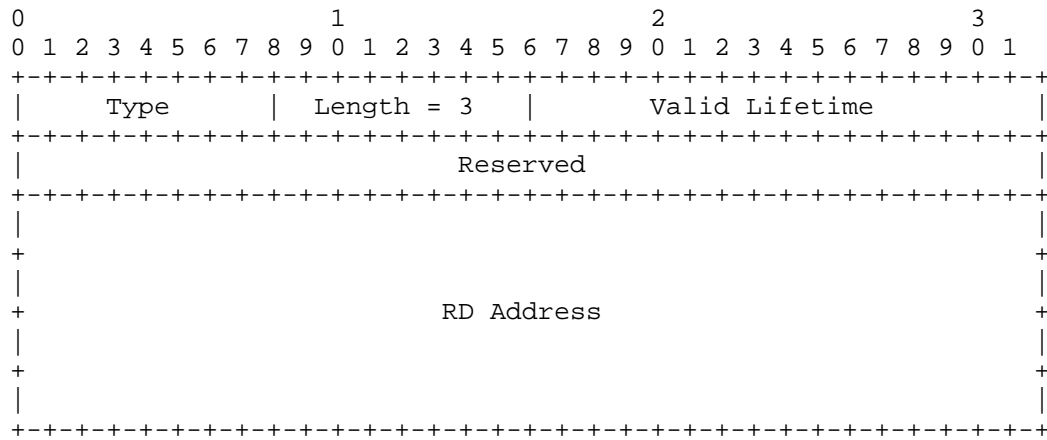 0                   1                   2                   3
0 1 2 3 4 5 6 7 8 9 0 1 2 3 4 5 6 7 8 9 0 1 2 3 4 5 6 7 8 9 0 1
+-+-+-+-+-+-+-+-+-+-+-+-+-+-+-+-+-+-+-+-+-+-+-+-+-+-+-+-+-+-+-+-+
|     Type      |  Length = 3   |       Valid Lifetime          |
+-+-+-+-+-+-+-+-+-+-+-+-+-+-+-+-+-+-+-+-+-+-+-+-+-+-+-+-+-+-+-+-+
|                           Reserved                            |
+-+-+-+-+-+-+-+-+-+-+-+-+-+-+-+-+-+-+-+-+-+-+-+-+-+-+-+-+-+-+-+-+
|                                                               |
+                                                               +
|                                                               |
+                          RD Address                           +
|                                                               |
+                                                               +
|                                                               |
+-+-+-+-+-+-+-+-+-+-+-+-+-+-+-+-+-+-+-+-+-+-+-+-+-+-+-+-+-+-+-+-+